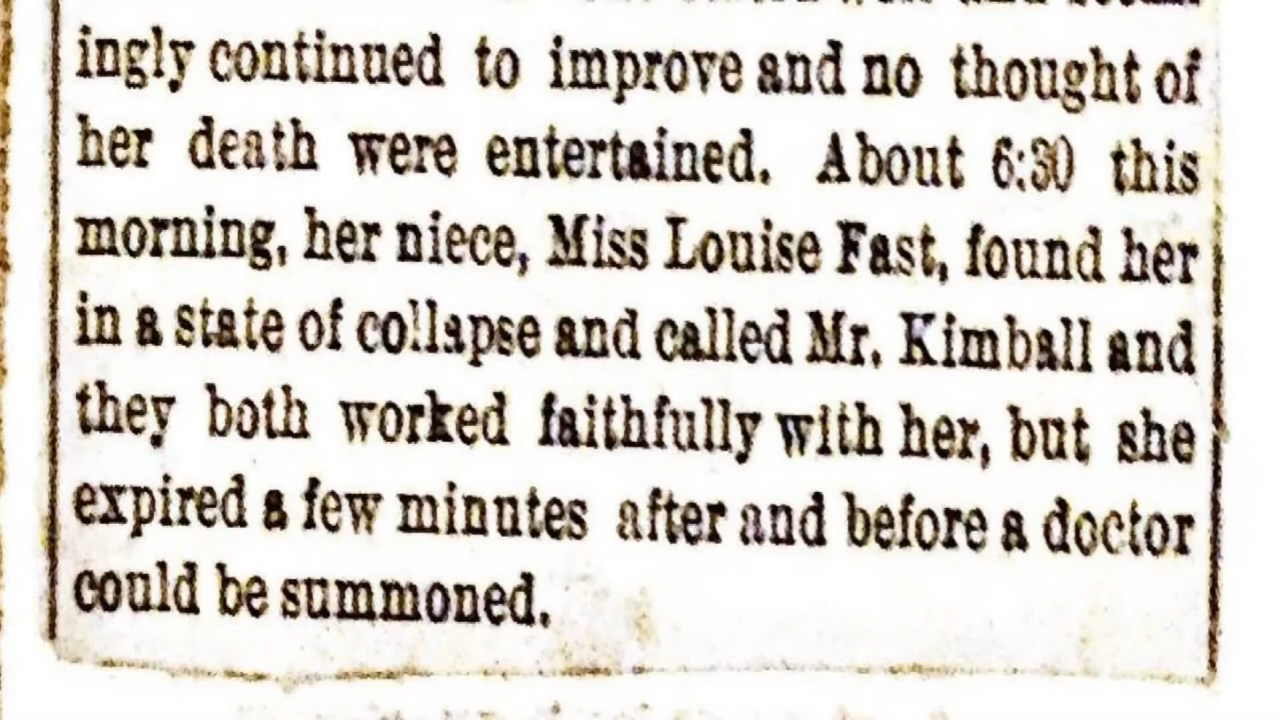 ingly continued to improve and no thought of
her death were entertained. About 6:30 this
morning, her niece, Miss Louise Fast, found her
in a state of collapse and called Mr. Kimball and
they both worked faithfully with her, but she
expired a few minutes after and before a doctor
could be summoned.